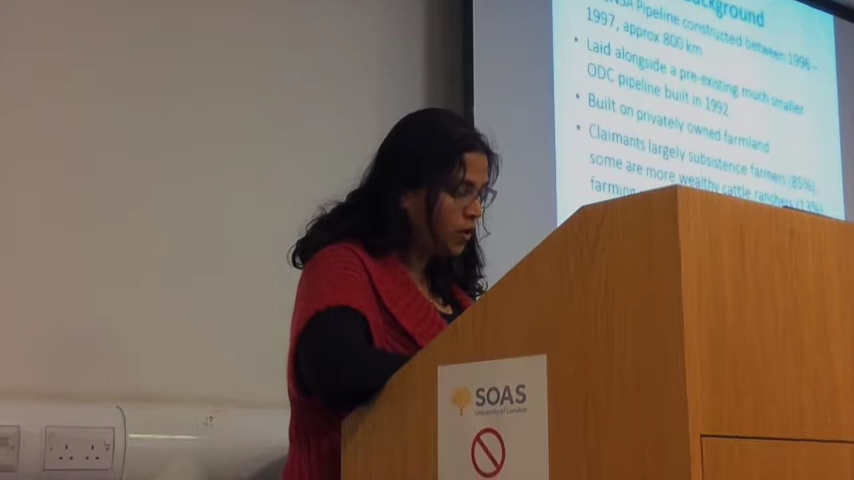 Background
Pipeline constructed between 1996 –
1997, approx 800 km
• Laid alongside a pre-existing much smaller
ODC pipeline built in 1992
• Built on privately owned farmland
• Claimants largely subsistence farmers (85%),
some are more wealthy cattle ranchers (13%)
farming
SOAS
University of London